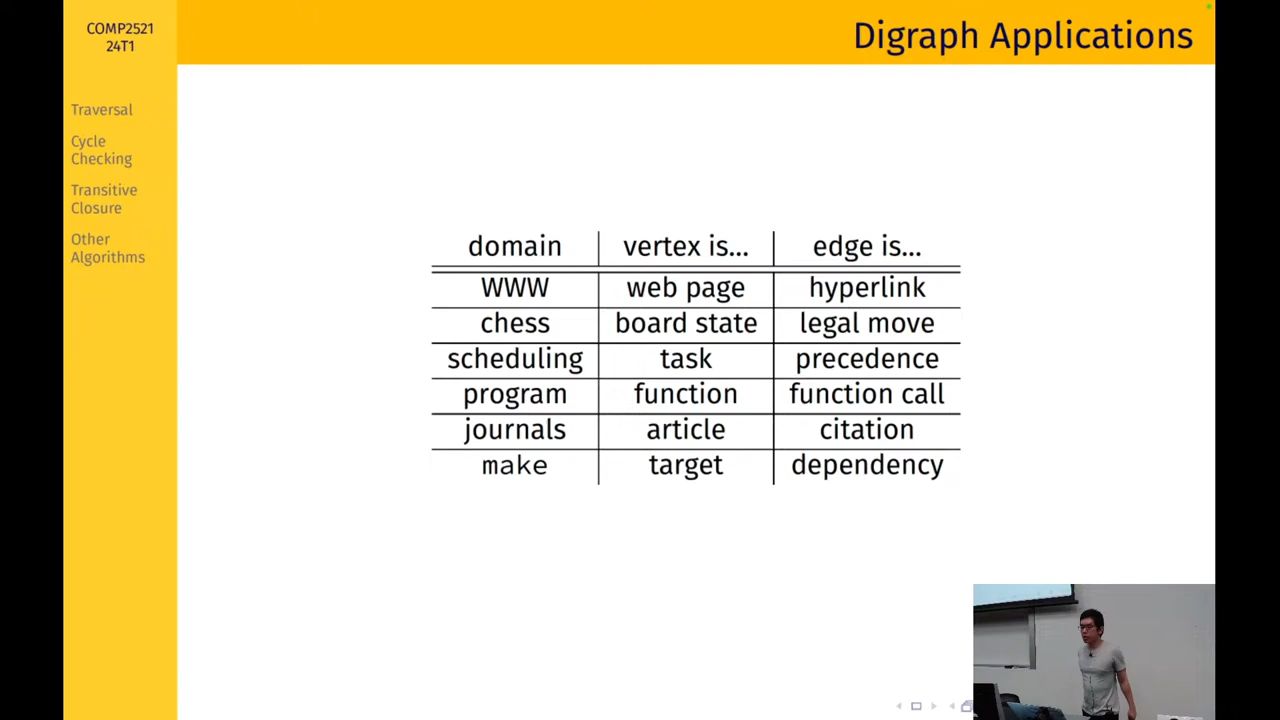 COMP2521
24T1
Digraph Applications
Traversal
Cycle
Checking
Transitive
Closure
Other
Algorithms
domain vertex is... edge is...
WWW web page hyperlink
chess board state legal move
scheduling task precedence
program function function call
journals article citation
make target dependency